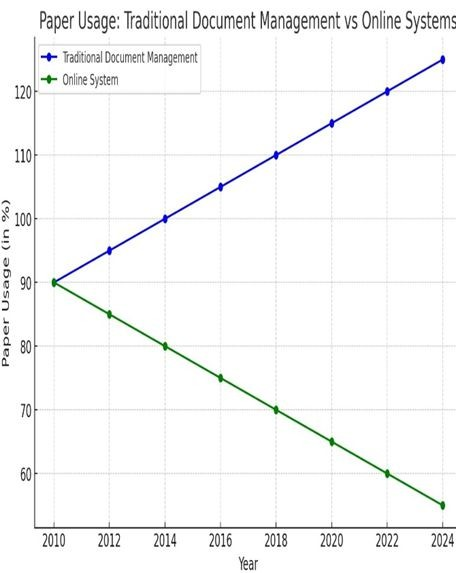 Paper Usage: Traditional Document Management vs Online Systems
Traditional Document Management
Online System
Paper Usage (in %)
120
110
100
90
80
70
60
2010 2012 2014 2016 2018 2020 2022 2024
Year